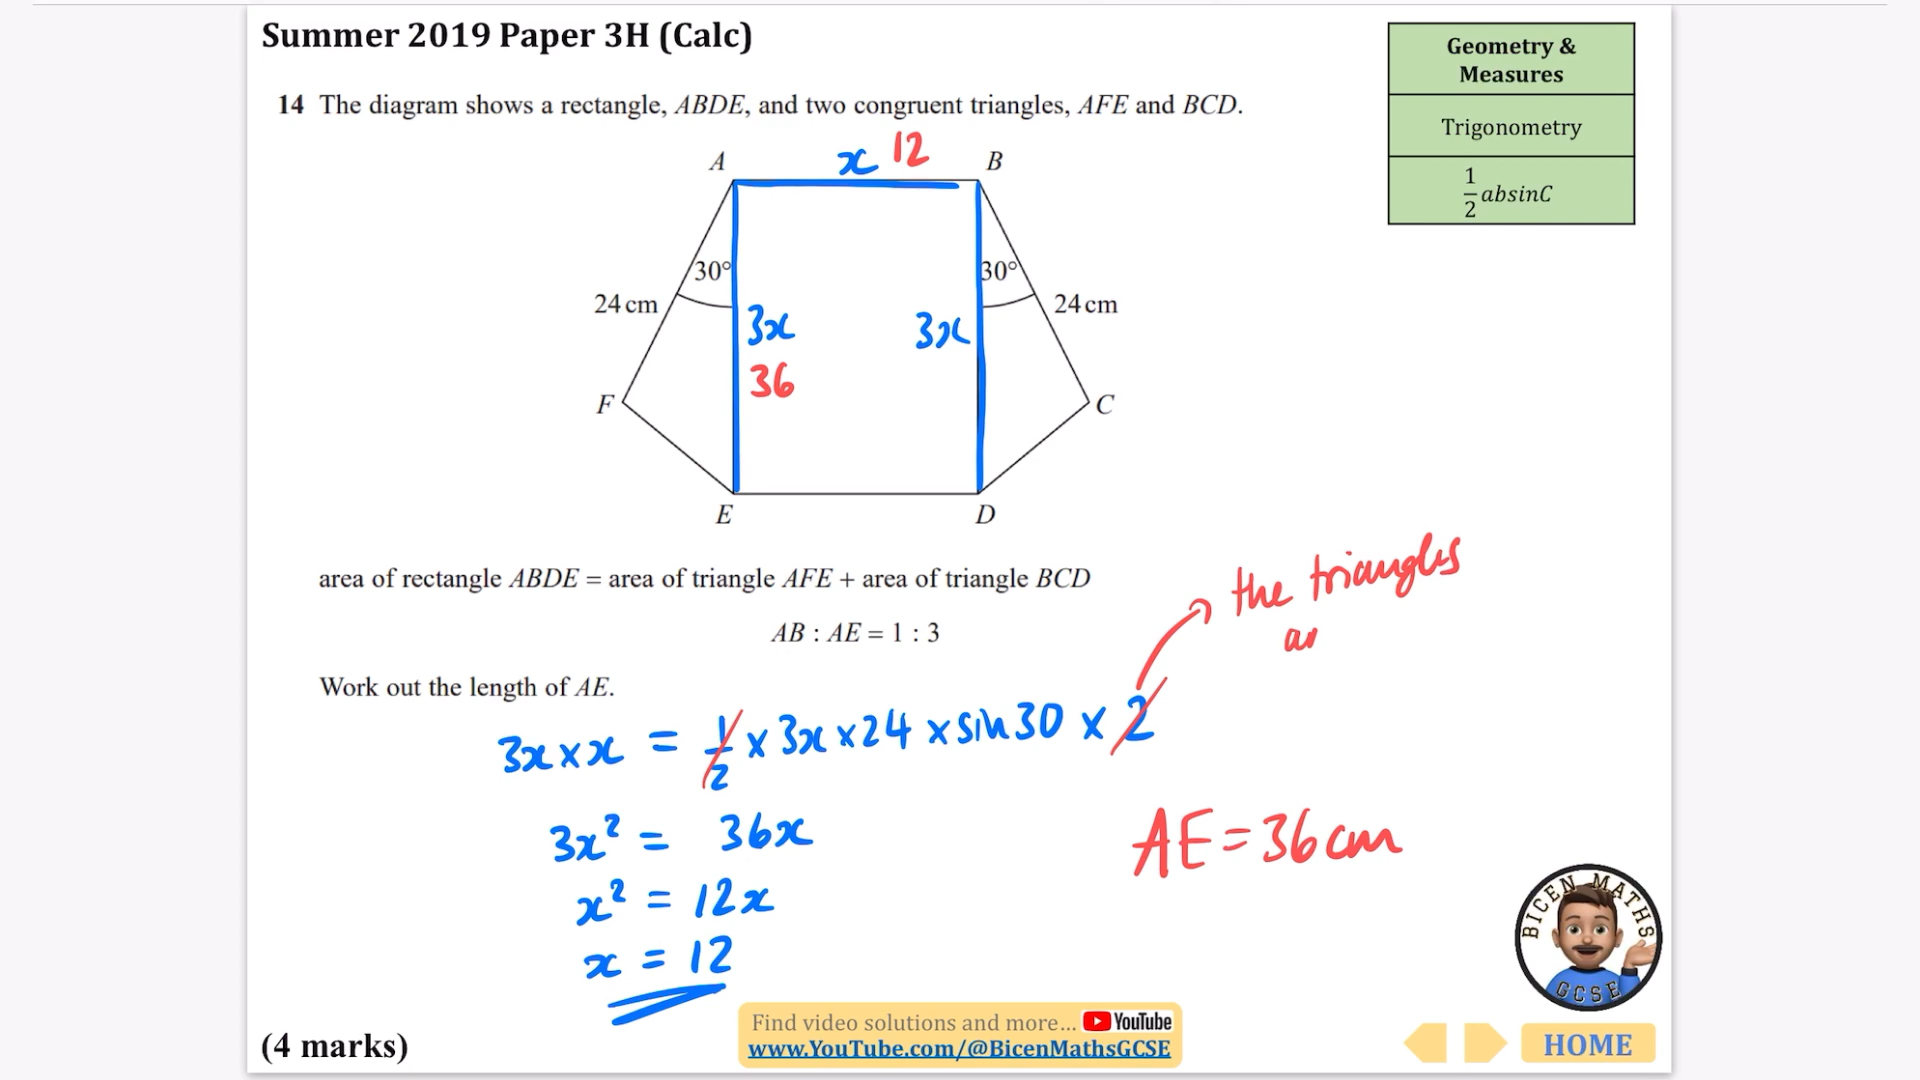 Summer 2019 Paper 3H (Calc)
Geometry &
Measures
Trigonometry
1/2 absinC
14 The diagram shows a rectangle, ABDE, and two congruent triangles, AFE and BCD.
A x 12 B
30° 30°
24 cm 24 cm
3x 3x
36
F C
E D
area of rectangle ABDE = area of triangle AFE + area of triangle BCD
the triangles
AB : AE = 1 : 3
Work out the length of AE.
3x × x = 1/2 × 3x × 24 × sin 30 × 2
3x² = 36x
AE = 36 cm
x² = 12x
x = 12
BICEN MATHS
GCSE
Find video solutions and more... YouTube
www.YouTube.com/@BicenMathsGCSE
(4 marks)
HOME